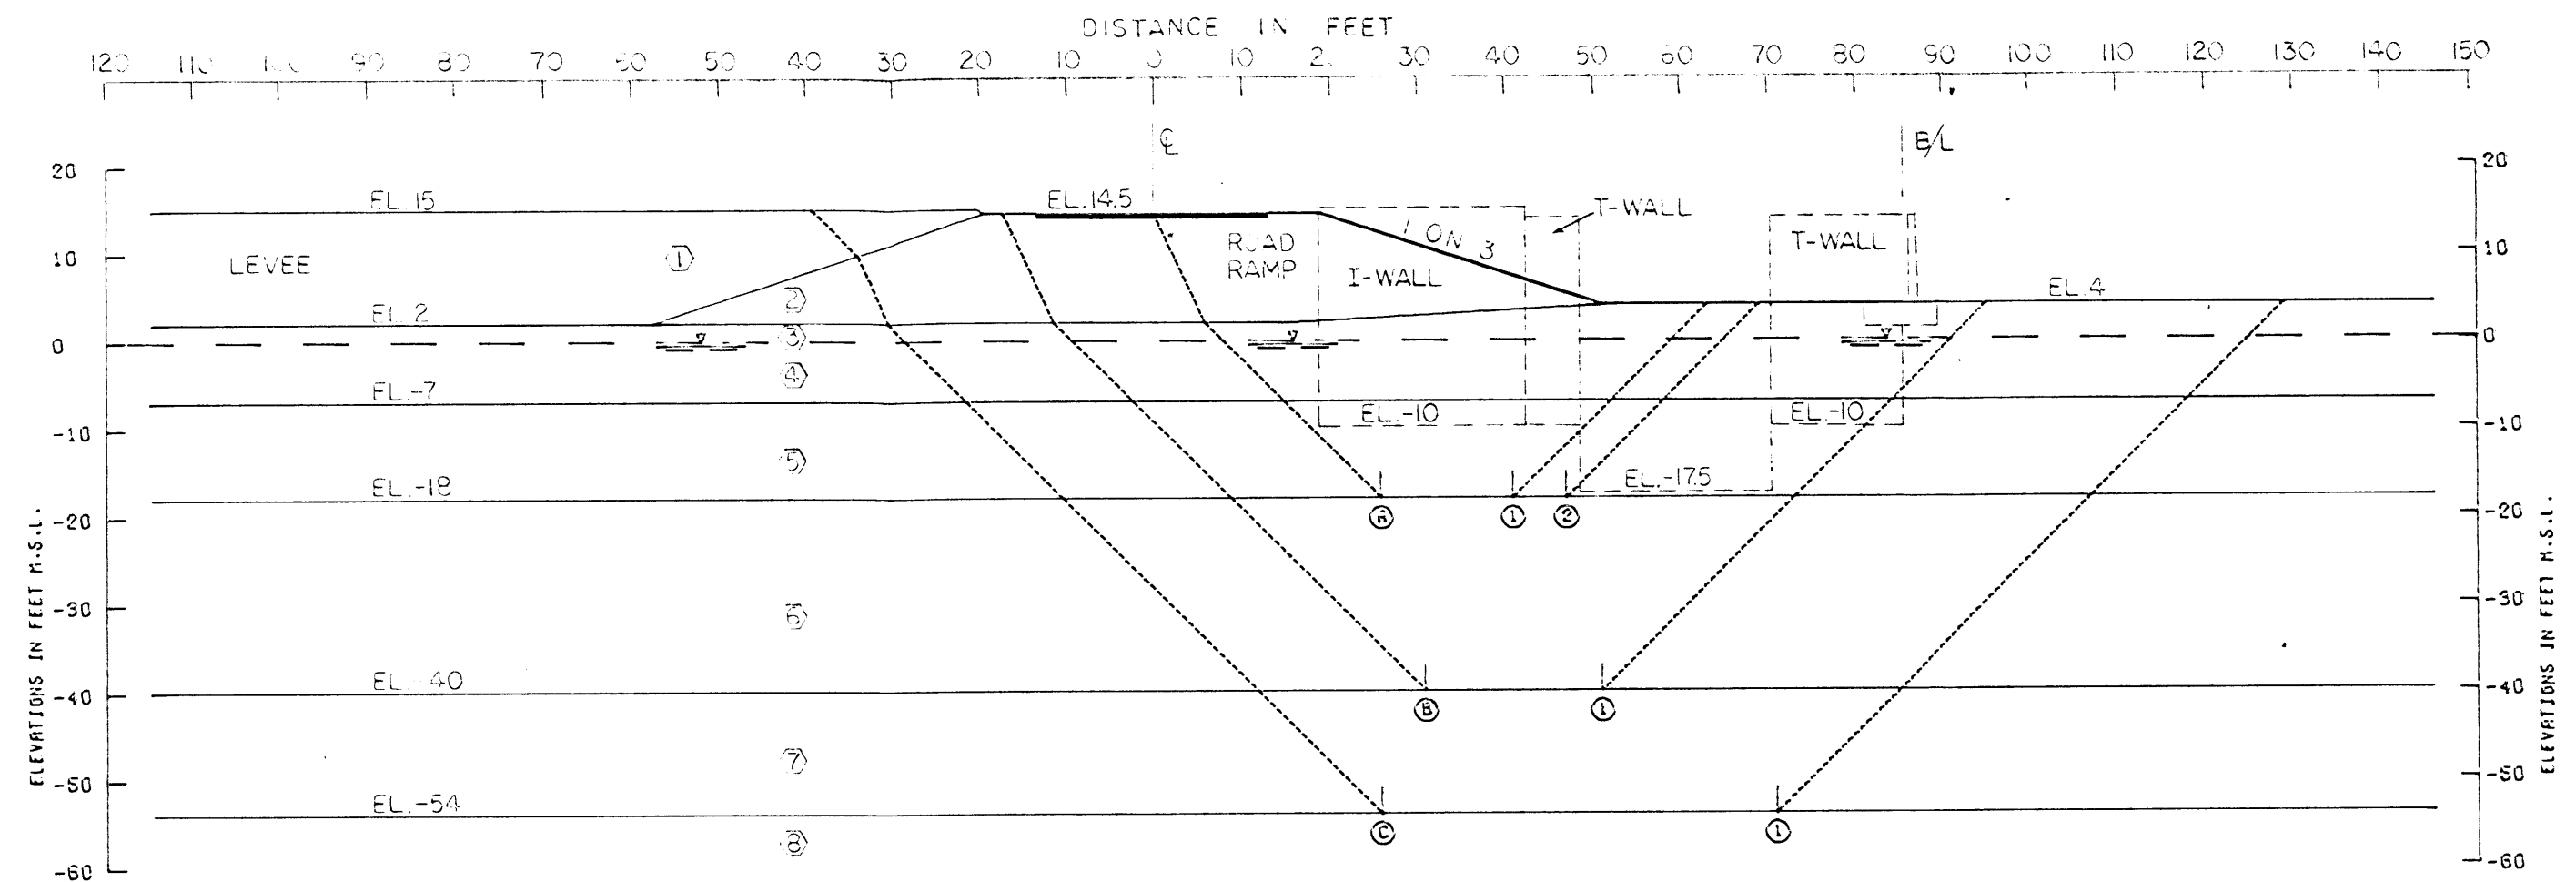 DISTANCE IN FEET
120 110 100 90 80 70 60 50 40 30 20 10 0 10 2 30 40 50 60 70 80 90 100 110 120 130 140 150
℄ B/L
20 20
EL. 15 EL. 14.5 T-WALL
ROAD RAMP 1 ON 3 T-WALL
10 LEVEE 1 I-WALL 10
2 EL. 4
EL. 2
0 3 0
4
EL. -7
EL. -10 EL. -10
-10 -10
5
EL. -18 EL. -17.5
-20 A 1 2 -20
-30 6 -30
EL. -40
-40 B 1 -40
7
-50 -50
EL. -54
C 1
8
-60 -60
ELEVATIONS IN FEET M.S.L.
ELEVATIONS IN FEET M.S.L.